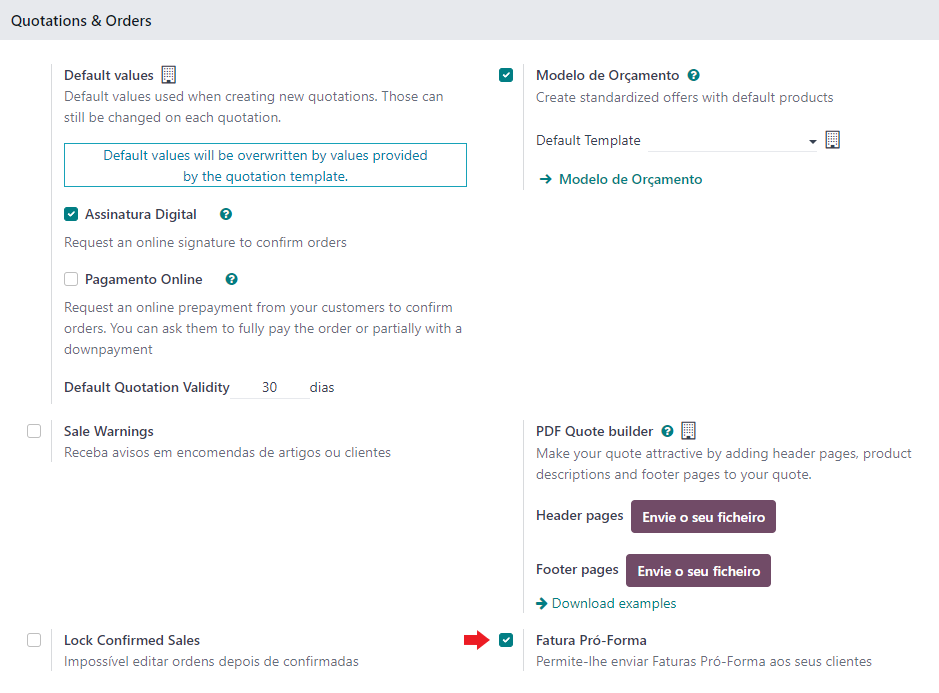 Quotations & Orders
Default values
Default values used when creating new quotations. Those can
still be changed on each quotation.
Default values will be overwritten by values provided
by the quotation template.
Assinatura Digital
Request an online signature to confirm orders
Pagamento Online
Request an online prepayment from your customers to confirm
orders. You can ask them to fully pay the order or partially with a
downpayment
Default Quotation Validity 30 dias
Modelo de Orçamento
Create standardized offers with default products
Default Template
Modelo de Orçamento
Sale Warnings
Receba avisos em encomendas de artigos ou clientes
PDF Quote builder
Make your quote attractive by adding header pages, product
descriptions and footer pages to your quote.
Header pages Envie o seu ficheiro
Footer pages Envie o seu ficheiro
Download examples
Lock Confirmed Sales
Impossível editar ordens depois de confirmadas
Fatura Pró-Forma
Permite-lhe enviar Faturas Pró-Forma aos seus clientes